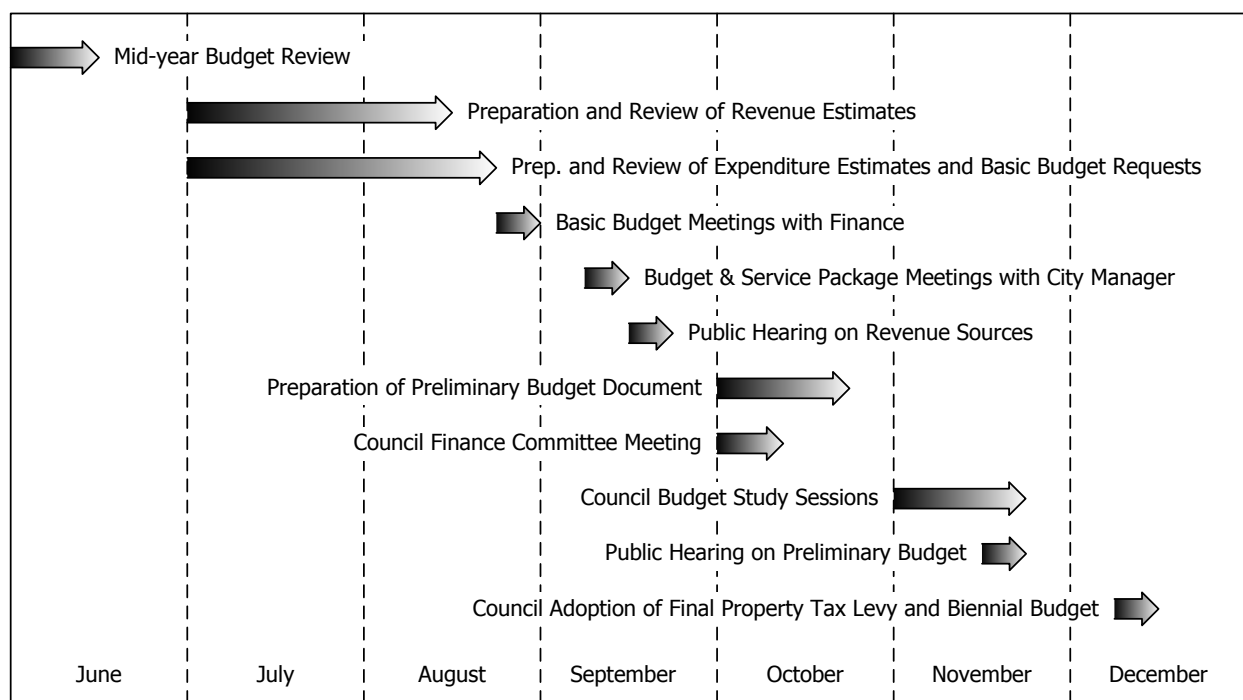 Mid-year Budget Review
Preparation and Review of Revenue Estimates
Prep. and Review of Expenditure Estimates and Basic Budget Requests
Basic Budget Meetings with Finance
Budget & Service Package Meetings with City Manager
Public Hearing on Revenue Sources
Preparation of Preliminary Budget Document
Council Finance Committee Meeting
Council Budget Study Sessions
Public Hearing on Preliminary Budget
Council Adoption of Final Property Tax Levy and Biennial Budget
June July August September October November December